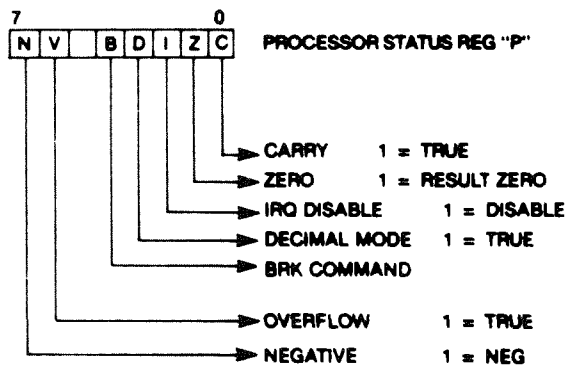 7 0
N V B D I Z C PROCESSOR STATUS REG "P"
CARRY 1 = TRUE
ZERO 1 = RESULT ZERO
IRQ DISABLE 1 = DISABLE
DECIMAL MODE 1 = TRUE
BRK COMMAND
OVERFLOW 1 = TRUE
NEGATIVE 1 = NEG